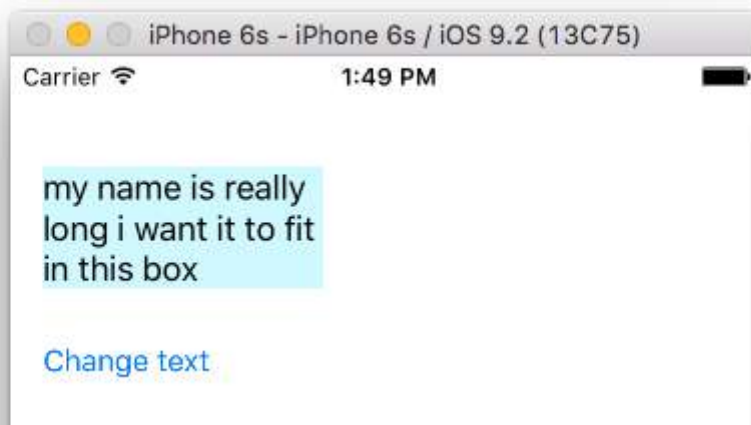 iPhone 6s - iPhone 6s / iOS 9.2 (13C75)
Carrier 1:49 PM
my name is really
long i want it to fit
in this box
Change text